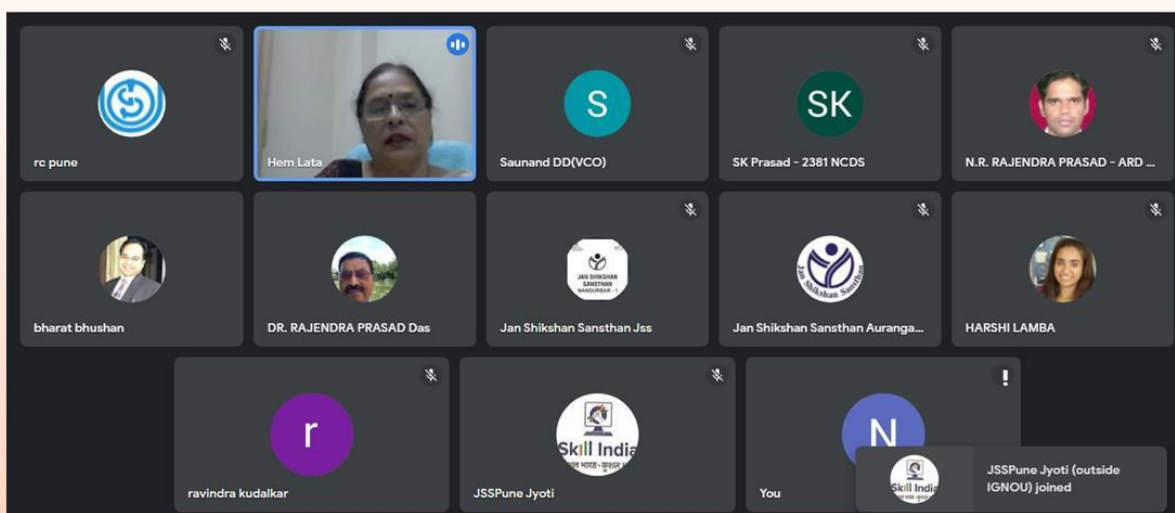 rc pune
Hem Lata
S
Saunand DD(VCO)
SK
SK Prasad - 2381 NCDS
N.R. RAJENDRA PRASAD - ARD ...
bharat bhushan
DR. RAJENDRA PRASAD Das
JAN SHIKSHAN
SANSTHAN
NANDURBAR - 1
Jan Shikshan Sansthan Jss
Jan Shikshan Sansthan
Jan Shikshan Sansthan Auranga...
HARSHI LAMBA
r
ravindra kudalkar
Skill India
JSSPune Jyoti
N
You
Skill India
JSSPune Jyoti (outside
IGNOU) joined